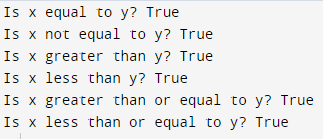 Is x equal to y? True
Is x not equal to y? True
Is x greater than y? True
Is x less than y? True
Is x greater than or equal to y? True
Is x less than or equal to y? True